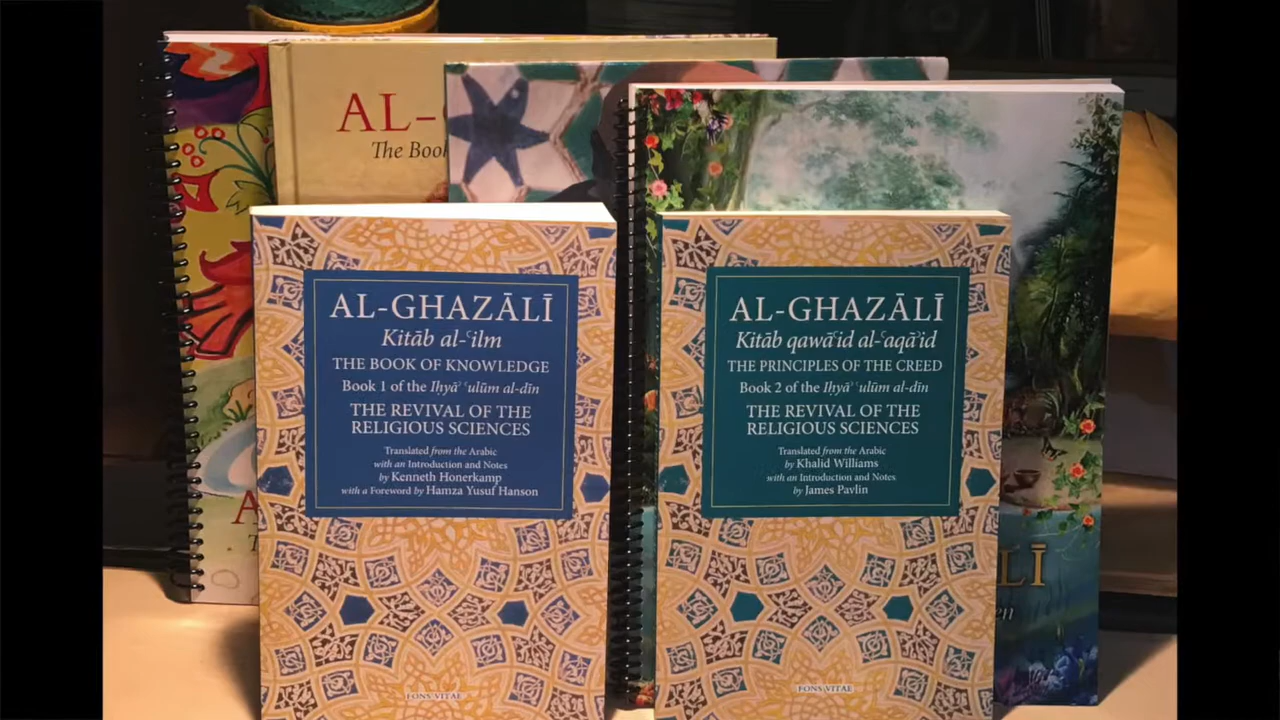 AL-
The Book
AL-GHAZĀLĪ
Kitāb al-ʿilm
THE BOOK OF KNOWLEDGE
Book 1 of the Iḥyāʾ ʿulūm al-dīn
THE REVIVAL OF THE
RELIGIOUS SCIENCES
Translated from the Arabic
with an Introduction and Notes
by Kenneth Honerkamp
with a Foreword by Hamza Yusuf Hanson
FONS VITAE
AL-GHAZĀLĪ
Kitāb qawāʿid al-ʿaqāʾid
THE PRINCIPLES OF THE CREED
Book 2 of the Iḥyāʾ ʿulūm al-dīn
THE REVIVAL OF THE
RELIGIOUS SCIENCES
Translated from the Arabic
by Khalid Williams
with an Introduction and Notes
by James Pavlin
FONS VITAE
LĪ
en